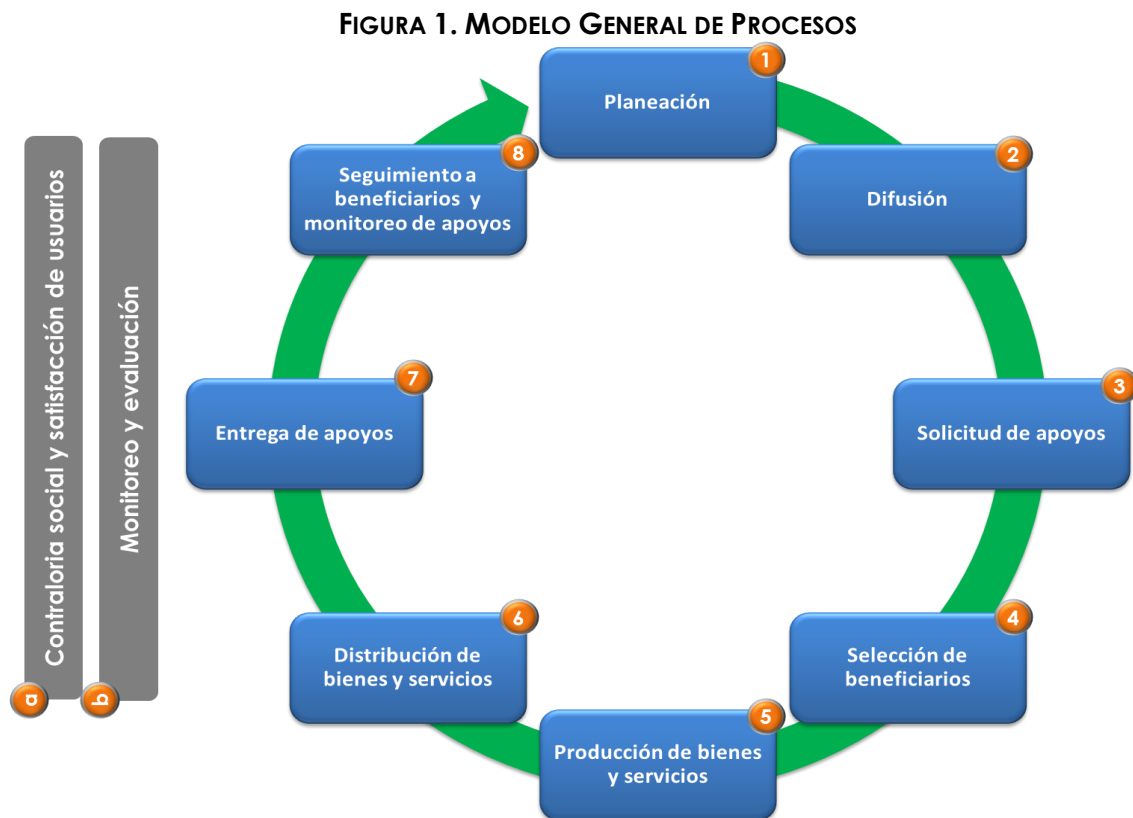 FIGURA 1. MODELO GENERAL DE PROCESOS
1
Planeación
2
Difusión
3
Solicitud de apoyos
4
Selección de
beneficiarios
5
Producción de bienes
y servicios
6
Distribución de
bienes y servicios
7
Entrega de apoyos
8
Seguimiento a
beneficiarios y
monitoreo de apoyos
a
Contraloria social y satisfacción de usuarios
b
Monitoreo y evaluación